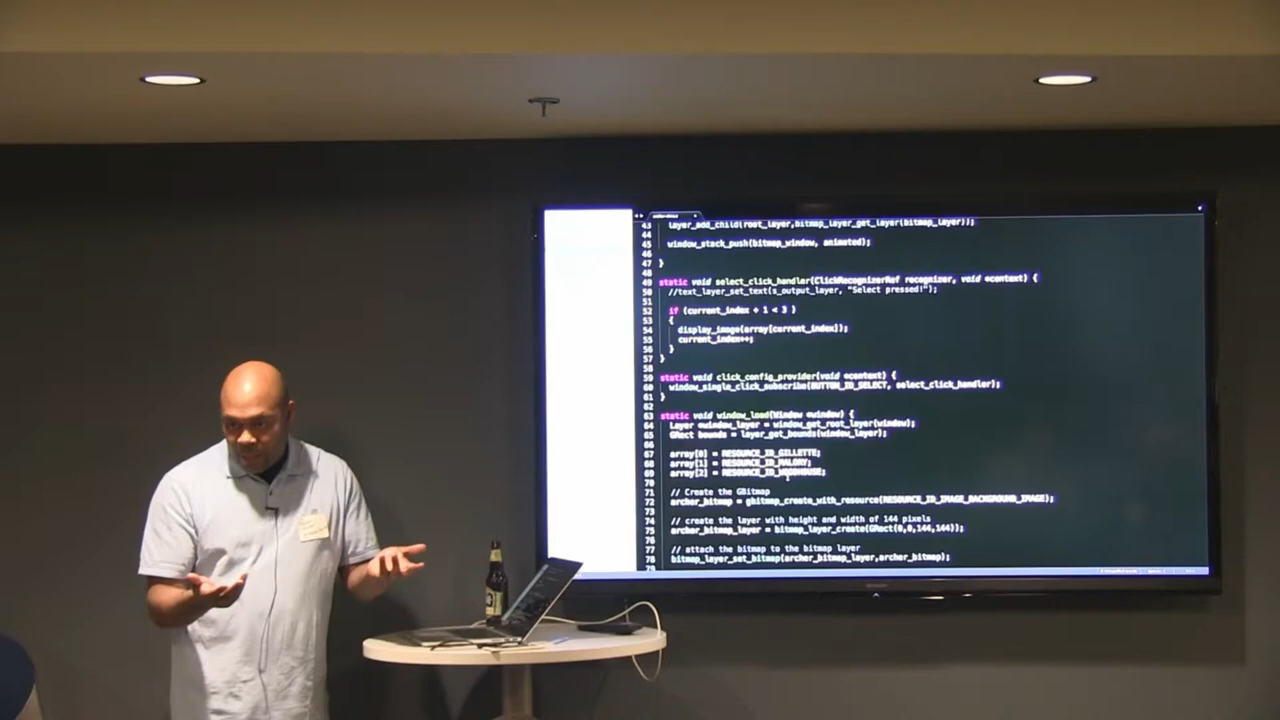 43 layer_add_child(root_layer,bitmap_layer_get_layer(bitmap_layer));
44
45 window_stack_push(bitmap_window, animated);
46
47 }
48
49 static void select_click_handler(ClickRecognizerRef recognizer, void *context) {
50 //text_layer_set_text(s_output_layer, "Select pressed!");
51
52 if (current_index + 1 < 3 )
53 {
54 display_image(array[current_index]);
55 current_index++;
56 }
57 }
58
59 static void click_config_provider(void *context) {
60 window_single_click_subscribe(BUTTON_ID_SELECT, select_click_handler);
61 }
62
63 static void window_load(Window *window) {
64 Layer *window_layer = window_get_root_layer(window);
65 GRect bounds = layer_get_bounds(window_layer);
66
67 array[0] = RESOURCE_ID_GILLETTE;
68 array[1] = RESOURCE_ID_MALORY;
69 array[2] = RESOURCE_ID_WOODHOUSE;
70
71 // Create the GBitmap
72 archer_bitmap = gbitmap_create_with_resource(RESOURCE_ID_IMAGE_BACKGROUND_IMAGE);
73
74 // create the layer with height and width of 144 pixels
75 archer_bitmap_layer = bitmap_layer_create(GRect(0,0,144,144));
76
77 // attach the bitmap to the bitmap layer
78 bitmap_layer_set_bitmap(archer_bitmap_layer,archer_bitmap);
79